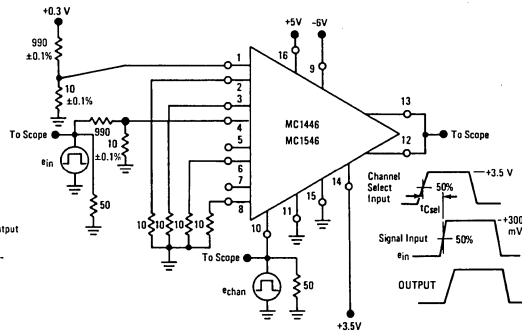 +0.3 V
990
±0.1%
10
±0.1%
+5V
-6V
16
9
1
2
3
4
5
6
7
8
MC1446
MC1546
13
12
To Scope
To Scope
990
10
±0.1%
ein
50
10
10
10
10
10
11
15
14
To Scope
echan
50
+3.5V
Channel
Select
Input
50%
+3.5 V
tCsel
Signal Input
ein
50%
+300
mV
OUTPUT